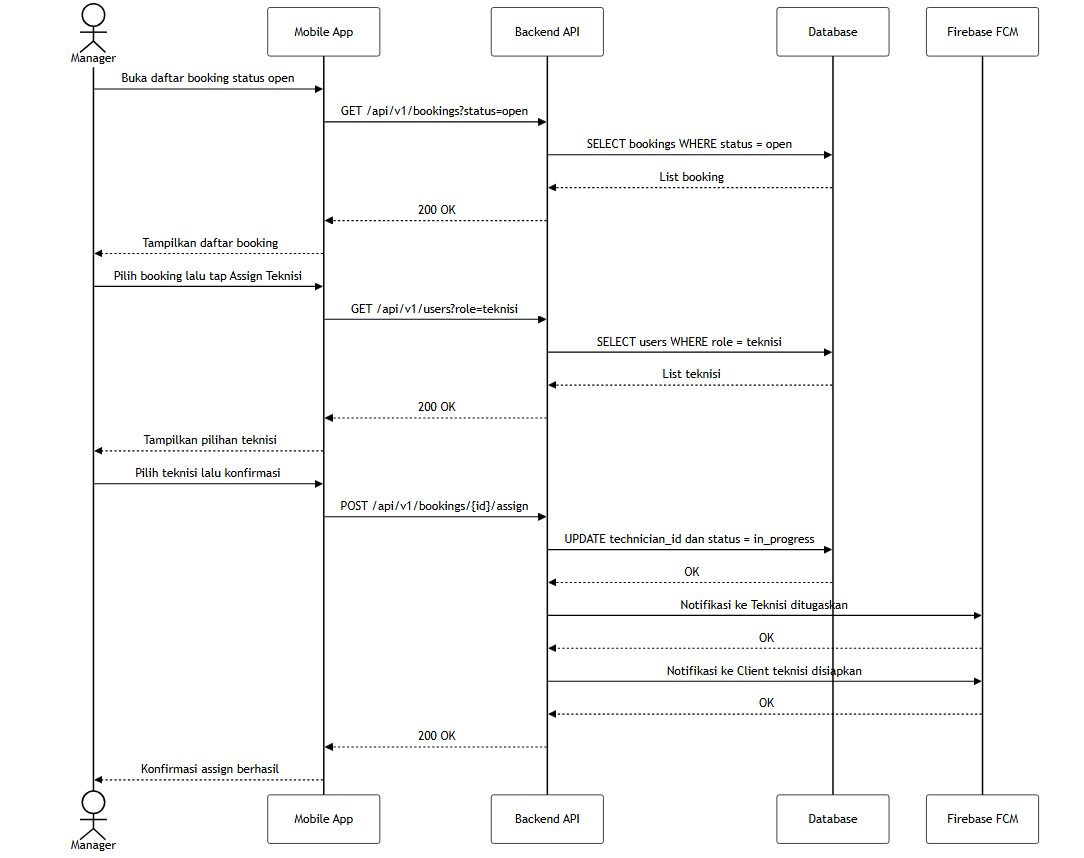 Manager
Mobile App
Backend API
Database
Firebase FCM
Buka daftar booking status open
GET /api/v1/bookings?status=open
SELECT bookings WHERE status = open
List booking
200 OK
Tampilkan daftar booking
Pilih booking lalu tap Assign Teknisi
GET /api/v1/users?role=teknisi
SELECT users WHERE role = teknisi
List teknisi
200 OK
Tampilkan pilihan teknisi
Pilih teknisi lalu konfirmasi
POST /api/v1/bookings/{id}/assign
UPDATE technician_id dan status = in_progress
OK
Notifikasi ke Teknisi ditugaskan
OK
Notifikasi ke Client teknisi disiapkan
OK
200 OK
Konfirmasi assign berhasil
Manager
Mobile App
Backend API
Database
Firebase FCM